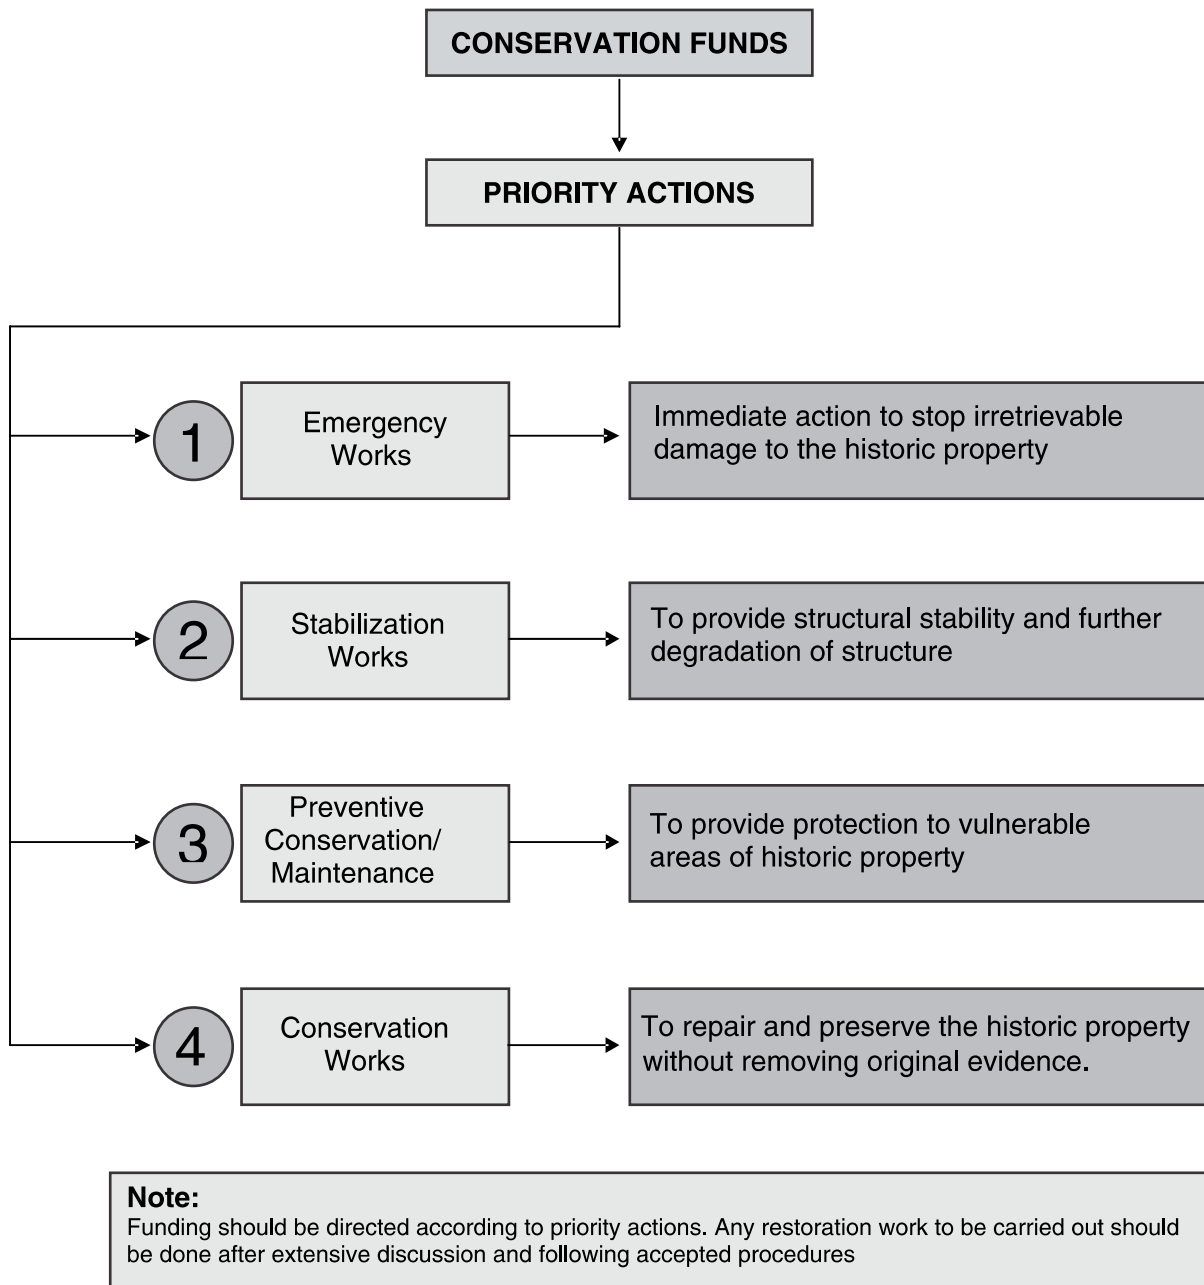 CONSERVATION FUNDS
PRIORITY ACTIONS
1
Emergency
Works
Immediate action to stop irretrievable
damage to the historic property
2
Stabilization
Works
To provide structural stability and further
degradation of structure
3
Preventive
Conservation/
Maintenance
To provide protection to vulnerable
areas of historic property
4
Conservation
Works
To repair and preserve the historic property
without removing original evidence.
Note:
Funding should be directed according to priority actions. Any restoration work to be carried out should
be done after extensive discussion and following accepted procedures